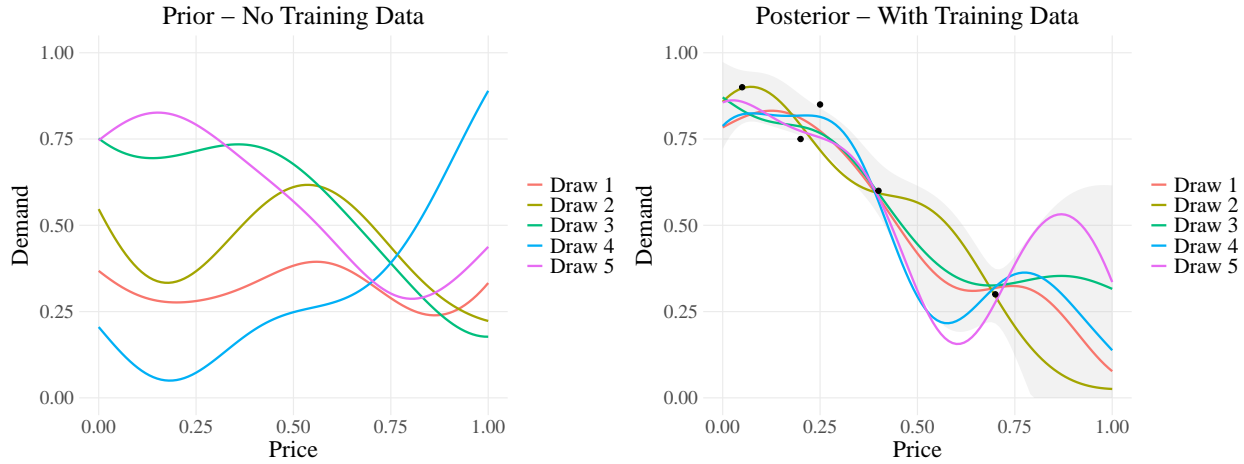 Prior – No Training Data
1.00
0.75
0.50
0.25
0.00
Demand
0.00 0.25 0.50 0.75 1.00
Price
Draw 1
Draw 2
Draw 3
Draw 4
Draw 5
Posterior – With Training Data
1.00
0.75
0.50
0.25
0.00
Demand
0.00 0.25 0.50 0.75 1.00
Price
Draw 1
Draw 2
Draw 3
Draw 4
Draw 5